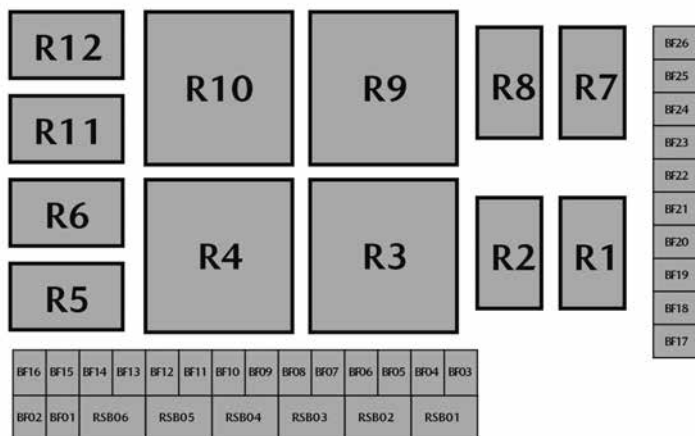 R12 R10 R9 R8 R7
R11
R6 R4 R3 R2 R1
R5
BF26
BF25
BF24
BF23
BF22
BF21
BF20
BF19
BF18
BF17
BF16 BF15 BF14 BF13 BF12 BF11 BF10 BF09 BF08 BF07 BF06 BF05 BF04 BF03
BF02 BF01 RSB06 RSB05 RSB04 RSB03 RSB02 RSB01